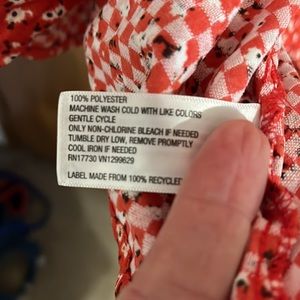 100% POLYESTER
MACHINE WASH COLD WITH LIKE COLORS
GENTLE CYCLE
ONLY NON-CHLORINE BLEACH IF NEEDED
TUMBLE DRY LOW, REMOVE PROMPTLY
COOL IRON IF NEEDED
RN17730 VN1299629
LABEL MADE FROM 100% RECYCLED